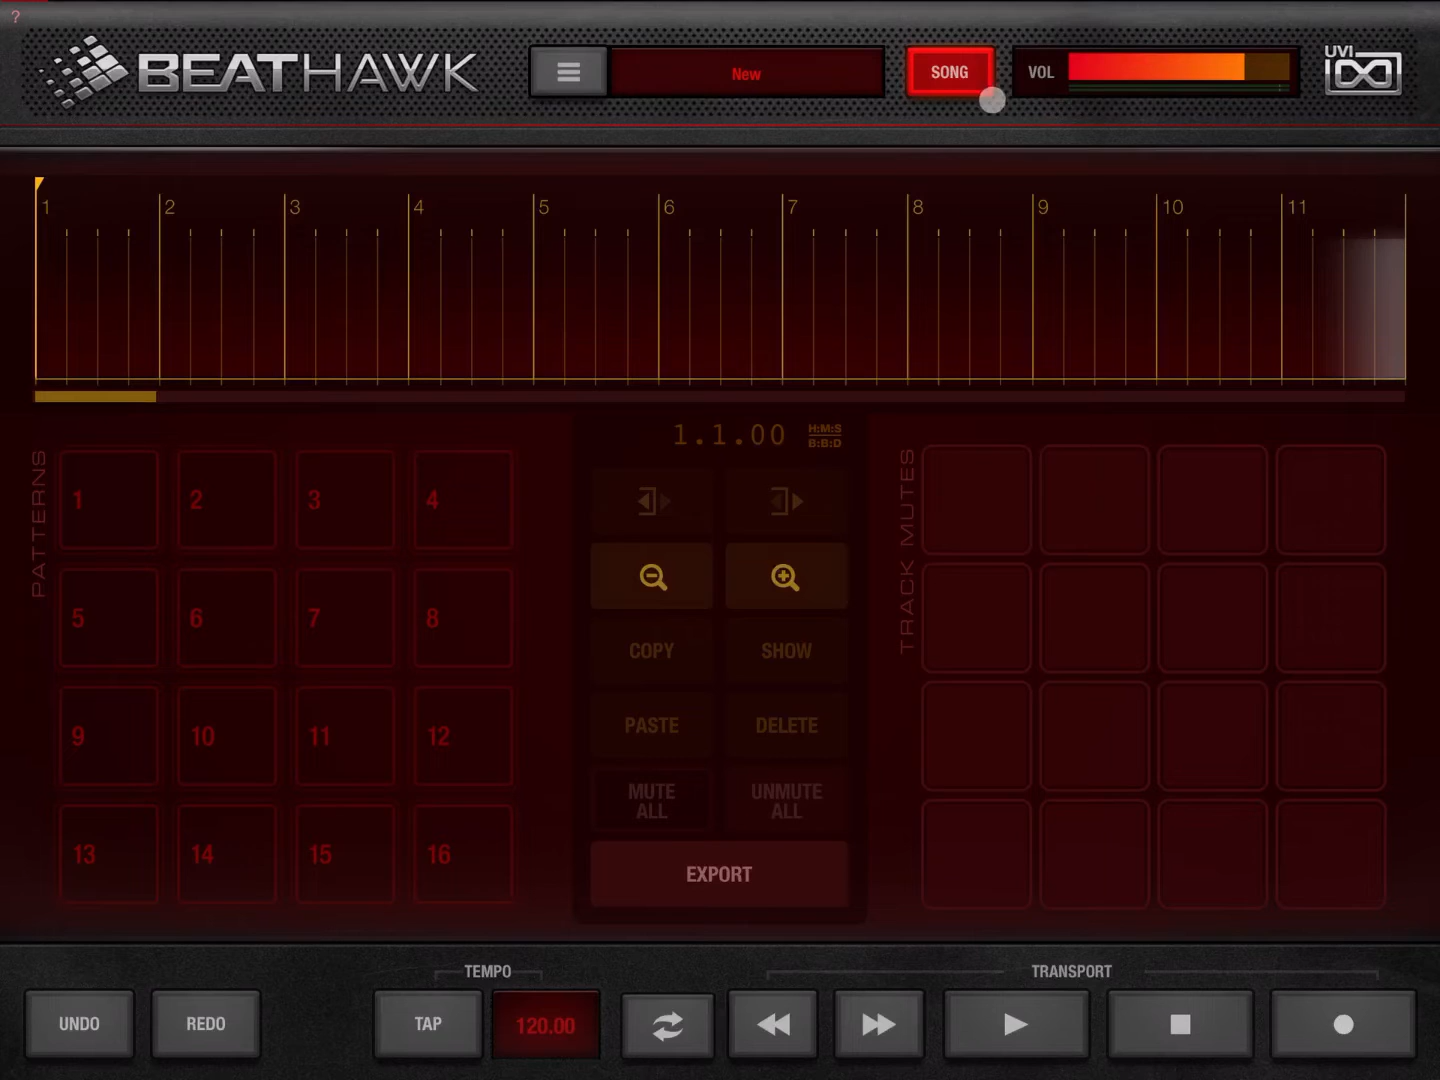 ?
BEATHAWK
New
SONG
VOL
UVI
1 2 3 4 5 6 7 8 9 10 11
1.1.00
H:M:S
B:B:D
PATTERNS
1 2 3 4
5 6 7 8
9 10 11 12
13 14 15 16
COPY SHOW
PASTE DELETE
MUTE ALL
UNMUTE ALL
EXPORT
TRACK MUTES
TEMPO
TRANSPORT
UNDO
REDO
TAP
120.00